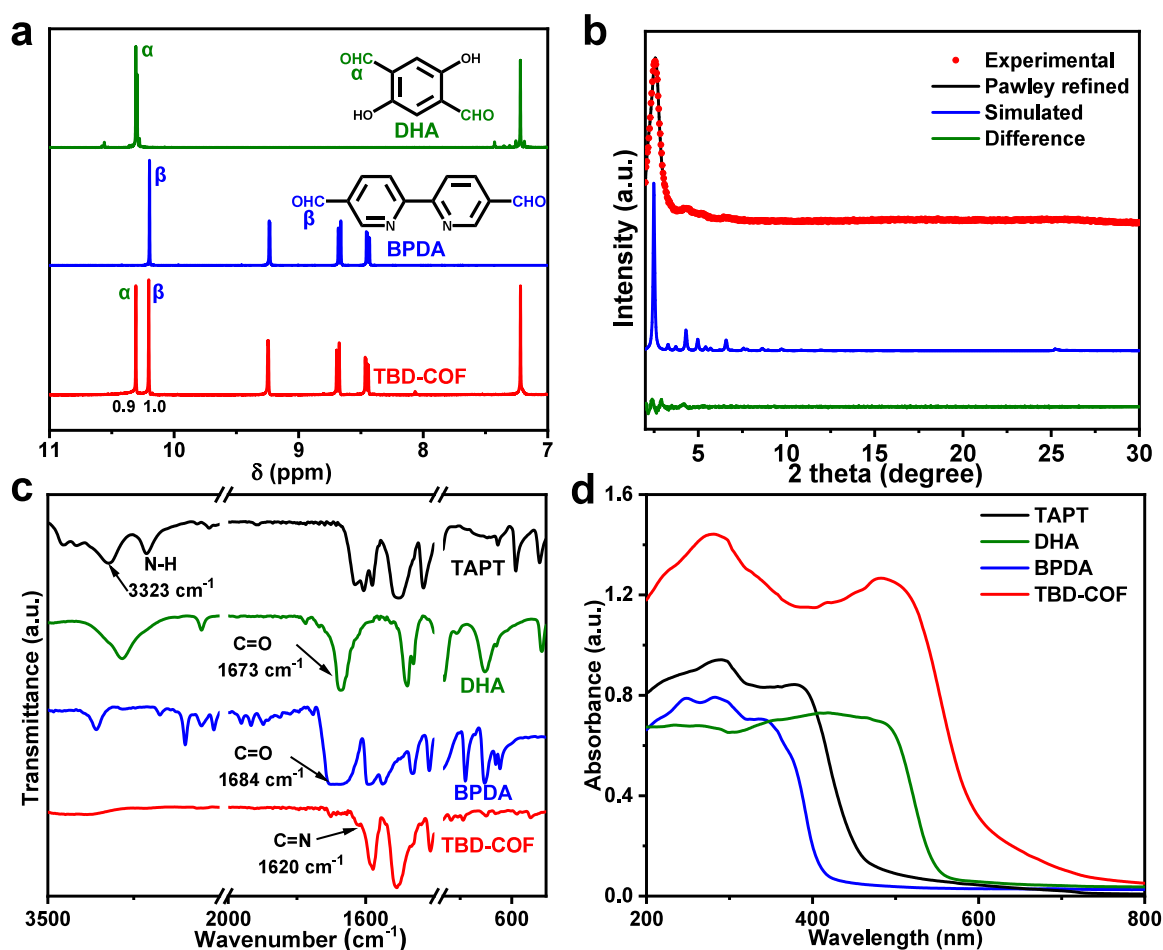 a
α
OHC
α
OH
HO
CHO
DHA
β
OHC
β
N
N
CHO
BPDA
α
β
TBD-COF
0.9 1.0
11 10 9 8 7
δ (ppm)
b
Experimental
Pawley refined
Simulated
Difference
Intensity (a.u.)
5 10 15 20 25 30
2 theta (degree)
c
N-H
3323 cm-1
TAPT
C=O
1673 cm-1
DHA
C=O
1684 cm-1
BPDA
C=N
1620 cm-1
TBD-COF
Transmittance (a.u.)
3500 2000 1600 600
Wavenumber (cm-1)
d
TAPT
DHA
BPDA
TBD-COF
Absorbance (a.u.)
1.6
1.2
0.8
0.4
0.0
200 400 600 800
Wavelength (nm)